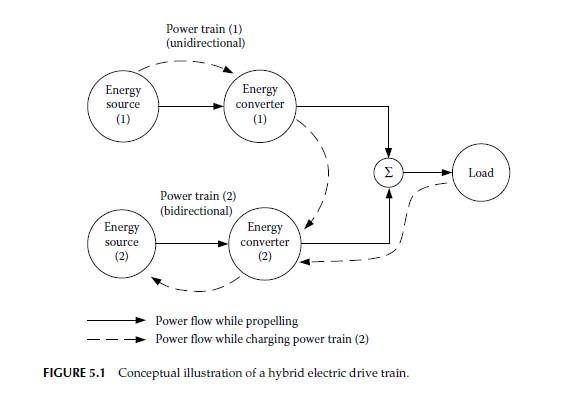 Power train (1)
(unidirectional)
Energy
source
(1)
Energy
converter
(1)
Σ
Load
Power train (2)
(bidirectional)
Energy
source
(2)
Energy
converter
(2)
Power flow while propelling
Power flow while charging power train (2)
FIGURE 5.1 Conceptual illustration of a hybrid electric drive train.